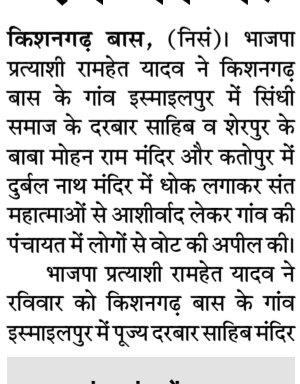 किशनगढ़ बास, (निसं)। भाजपा
प्रत्याशी रामहेत यादव ने किशनगढ़
बास के गांव इस्माइलपुर में सिंधी
समाज के दरबार साहिब व शेरपुर के
बाबा मोहन राम मंदिर और कतोपुर में
दुर्बल नाथ मंदिर में धोक लगाकर संत
महात्माओं से आशीर्वाद लेकर गांव की
पंचायत में लोगों से वोट की अपील की।
भाजपा प्रत्याशी रामहेत यादव ने
रविवार को किशनगढ़ बास के गांव
इस्माइलपुर में पूज्य दरबार साहिब मंदिर